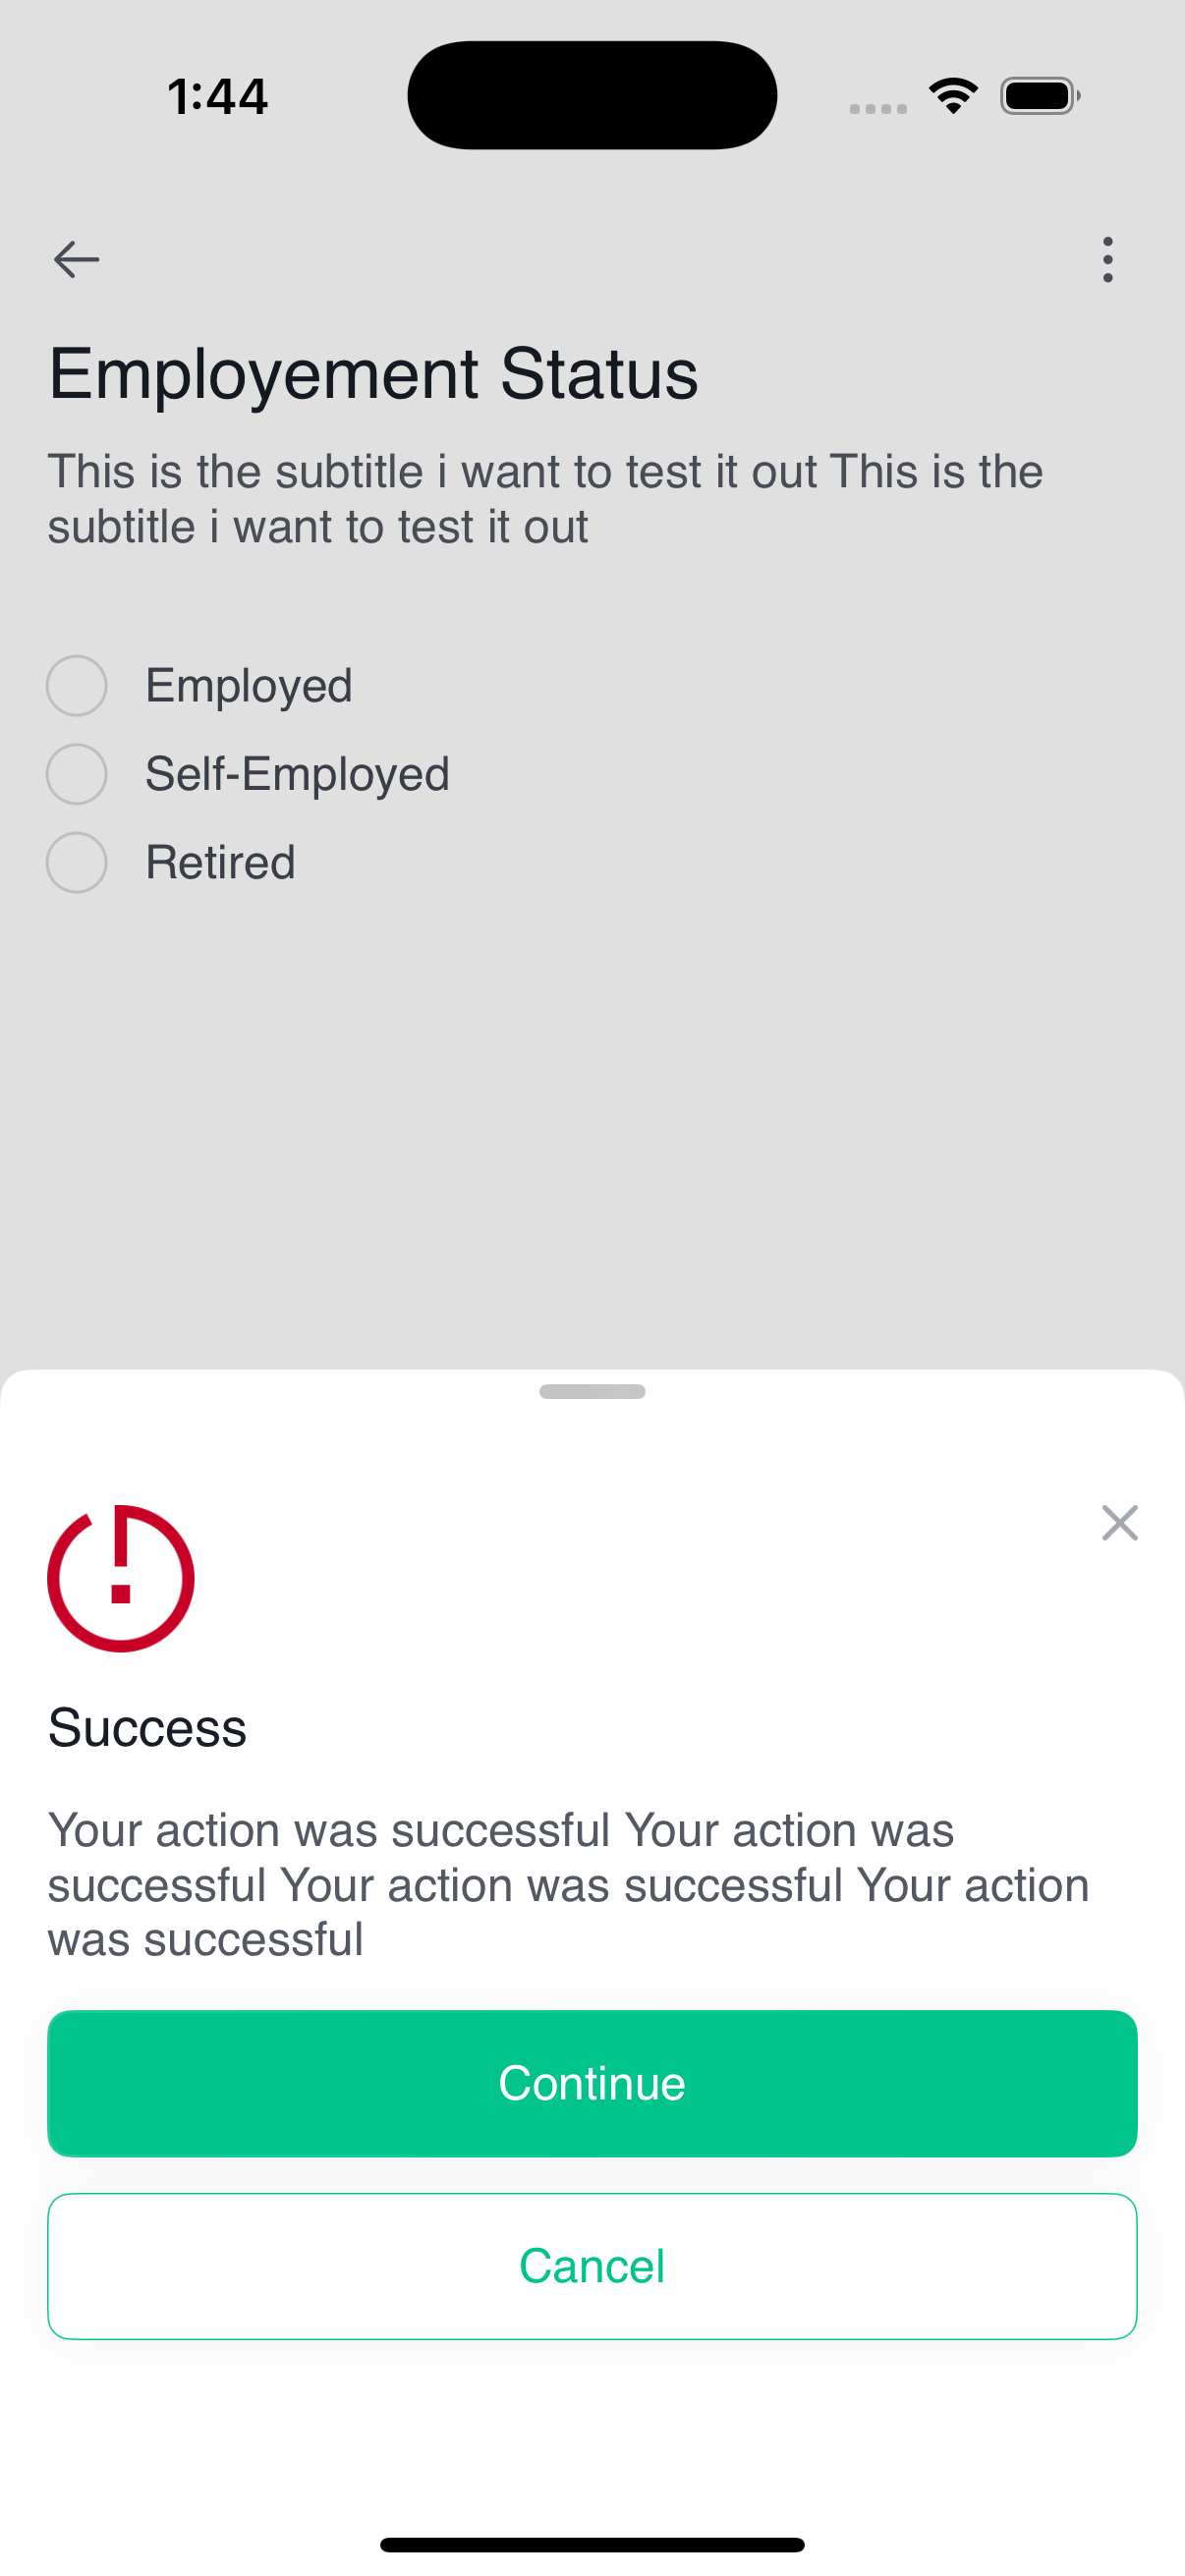 1:44
Employement Status
This is the subtitle i want to test it out This is the
subtitle i want to test it out
Employed
Self-Employed
Retired
Success
Your action was successful Your action was
successful Your action was successful Your action
was successful
Continue
Cancel